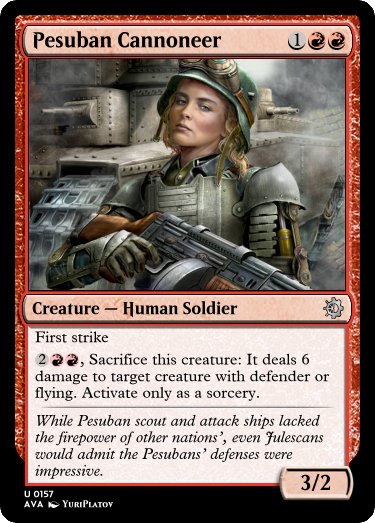 Pesuban Cannoneer 1
Creature — Human Soldier
First strike
2, Sacrifice this creature: It deals 6
damage to target creature with defender or
flying. Activate only as a sorcery.
While Pesuban scout and attack ships lacked
the firepower of other nations’, even Julescans
would admit the Pesubans’ defenses were
impressive.
3/2
U 0157
AVA YuriPlatov